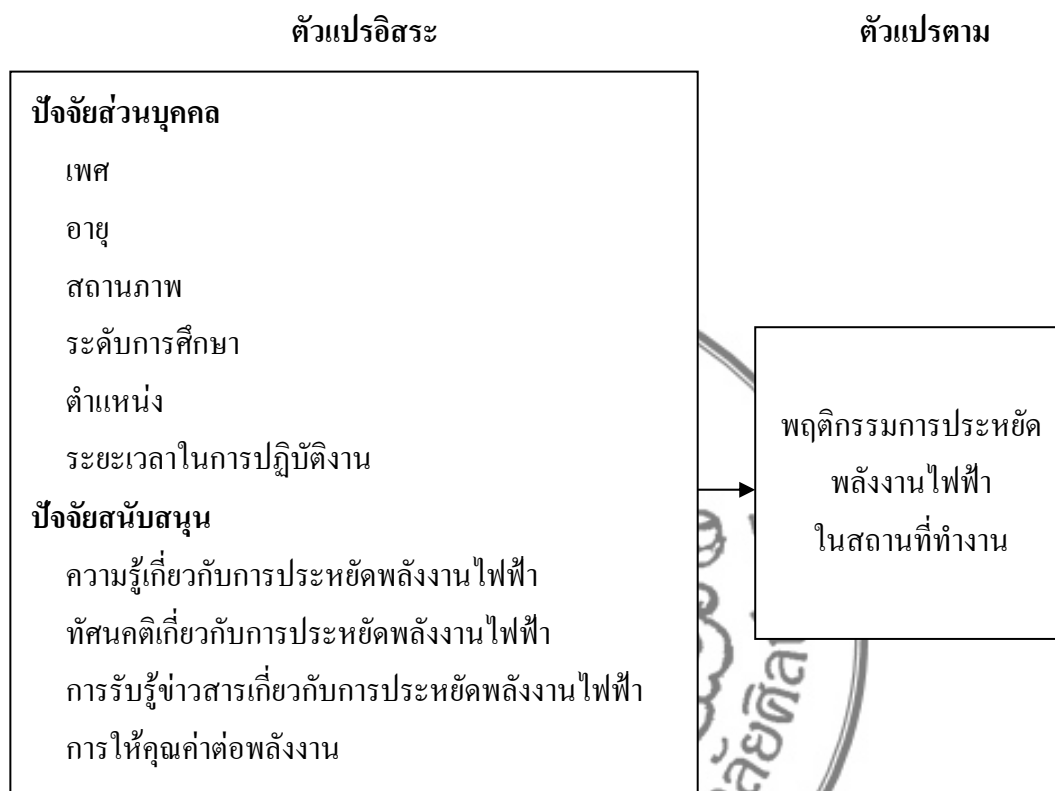 ตัวแปรอิสระ
ตัวแปรตาม
ปัจจัยส่วนบุคคล
เพศ
อายุ
สถานภาพ
ระดับการศึกษา
ตำแหน่ง
ระยะเวลาในการปฏิบัติงาน
ปัจจัยสนับสนุน
ความรู้เกี่ยวกับการประหยัดพลังงานไฟฟ้า
ทัศนคติเกี่ยวกับการประหยัดพลังงานไฟฟ้า
การรับรู้ข่าวสารเกี่ยวกับการประหยัดพลังงานไฟฟ้า
การให้คุณค่าต่อพลังงาน
พฤติกรรมการประหยัด
พลังงานไฟฟ้า
ในสถานที่ทำงาน